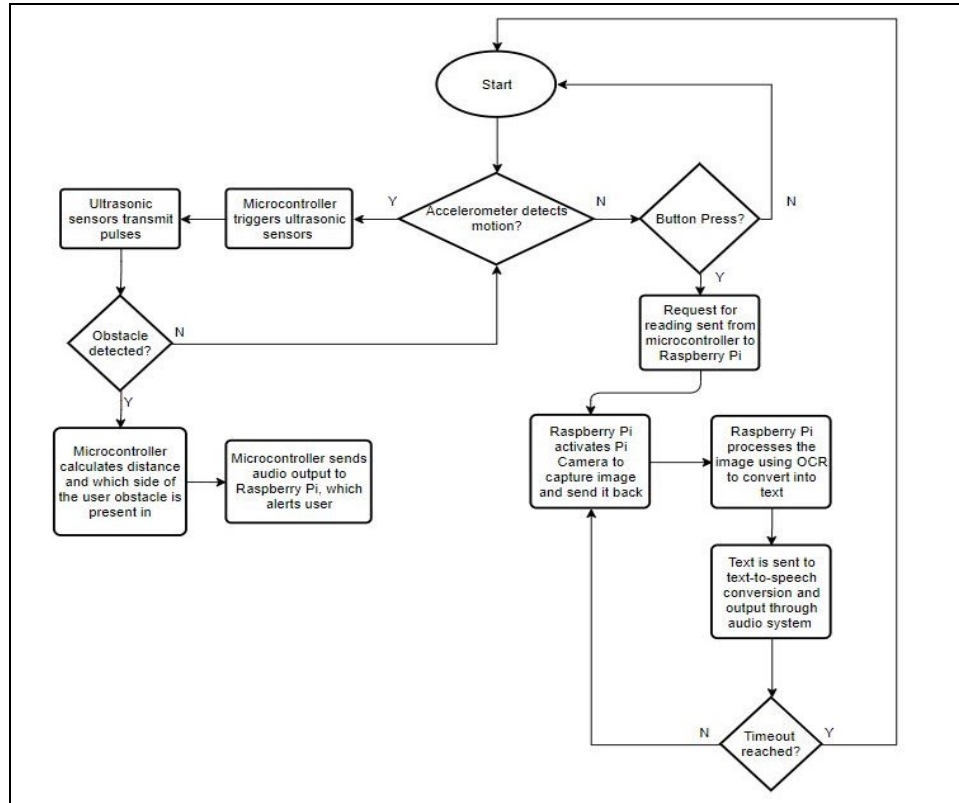 Start
Accelerometer detects
motion?
Y
N
Microcontroller
triggers ultrasonic
sensors
Ultrasonic
sensors transmit
pulses
Obstacle
detected?
N
Y
Microcontroller
calculates distance
and which side of
the user obstacle is
present in
Microcontroller sends
audio output to
Raspberry Pi, which
alerts user
Button Press?
N
Y
Request for
reading sent from
microcontroller to
Raspberry Pi
Raspberry Pi
activates Pi
Camera to
capture image
and send it back
Raspberry Pi
processes the
image using OCR
to convert into
text
Text is sent to
text-to-speech
conversion and
output through
audio system
Timeout
reached?
N
Y